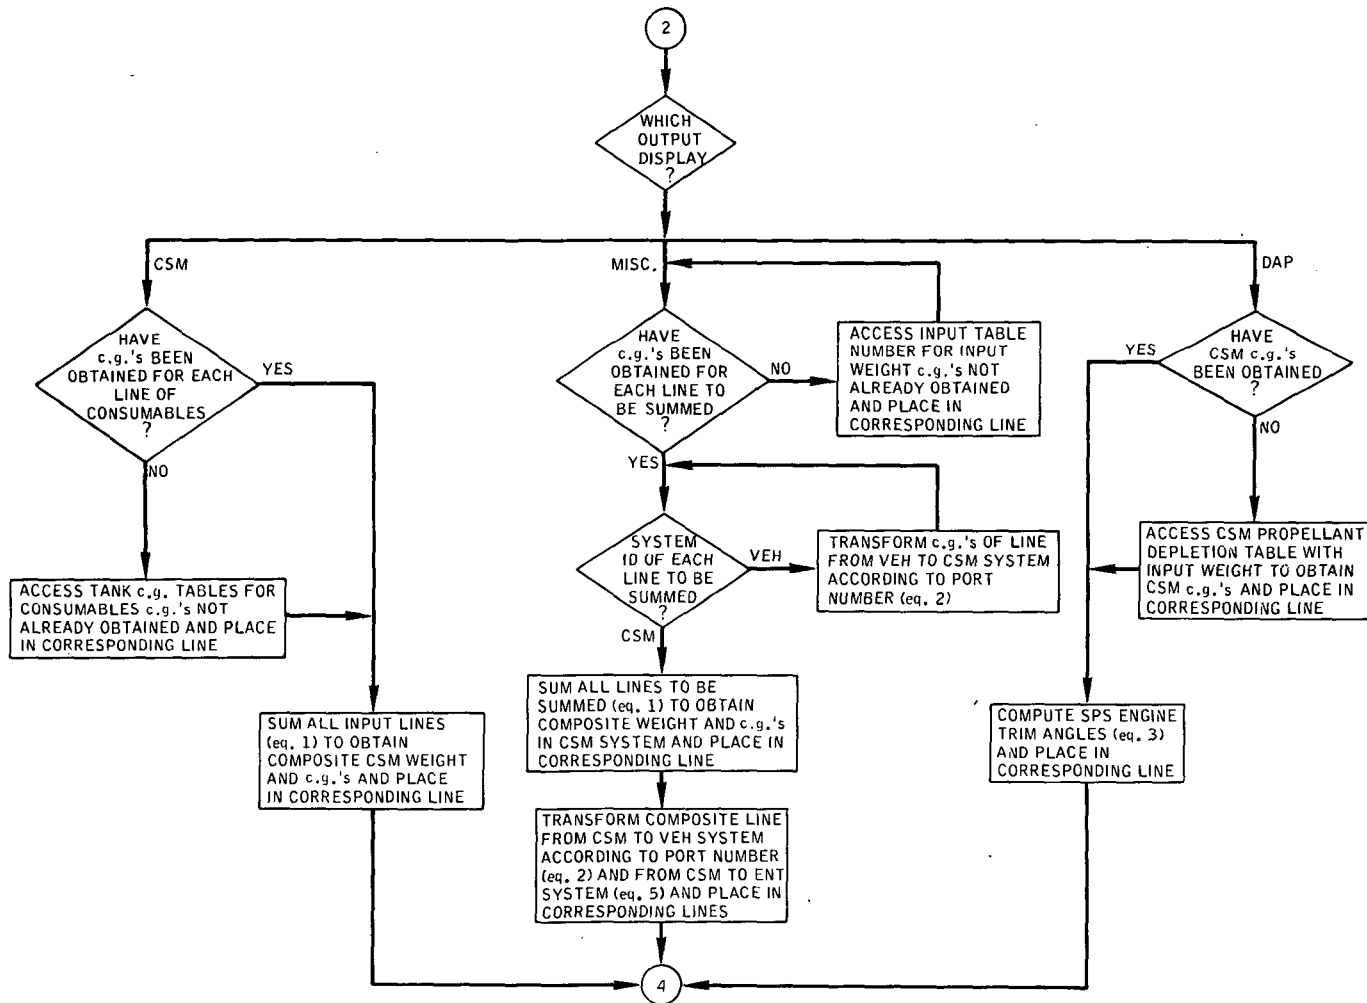 2
WHICH
OUTPUT
DISPLAY
?
CSM
MISC.
DAP
HAVE
c.g.'s BEEN
OBTAINED FOR EACH
LINE OF
CONSUMABLES
?
YES
NO
ACCESS TANK c.g. TABLES FOR
CONSUMABLES c.g.'s NOT
ALREADY OBTAINED AND PLACE
IN CORRESPONDING LINE
SUM ALL INPUT LINES
(eq. 1) TO OBTAIN
COMPOSITE CSM WEIGHT
AND c.g.'s AND PLACE
IN CORRESPONDING LINE
HAVE
c.g.'s BEEN
OBTAINED FOR
EACH LINE TO
BE SUMMED
?
NO
YES
ACCESS INPUT TABLE
NUMBER FOR INPUT
WEIGHT c.g.'s NOT
ALREADY OBTAINED
AND PLACE IN
CORRESPONDING LINE
SYSTEM
ID OF EACH
LINE TO BE
SUMMED
?
VEH
CSM
TRANSFORM c.g.'s OF LINE
FROM VEH TO CSM SYSTEM
ACCORDING TO PORT
NUMBER (eq. 2)
SUM ALL LINES TO BE
SUMMED (eq. 1) TO OBTAIN
COMPOSITE WEIGHT AND c.g.'s
IN CSM SYSTEM AND PLACE IN
CORRESPONDING LINE
TRANSFORM COMPOSITE LINE
FROM CSM TO VEH SYSTEM
ACCORDING TO PORT NUMBER
(eq. 2) AND FROM CSM TO ENT
SYSTEM (eq. 5) AND PLACE IN
CORRESPONDING LINES
HAVE
CSM c.g.'s
BEEN OBTAINED
?
YES
NO
ACCESS CSM PROPELLANT
DEPLETION TABLE WITH
INPUT WEIGHT TO OBTAIN
CSM c.g.'s AND PLACE IN
CORRESPONDING LINE
COMPUTE SPS ENGINE
TRIM ANGLES (eq. 3)
AND PLACE IN
CORRESPONDING LINE
4